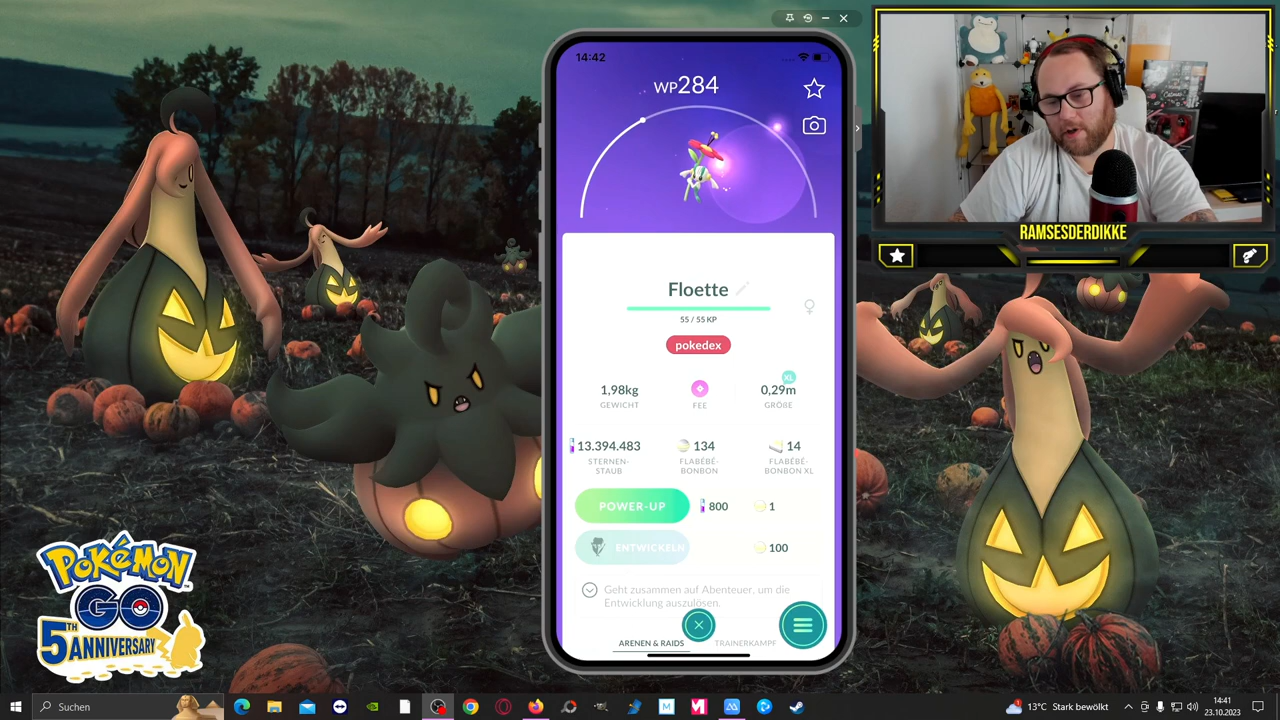 14:42
WP284
Floette
55 / 55 KP
pokedex
XL
1,98kg
0,29m
GEWICHT
FEE
GRÖßE
13.394.483
134
14
STERNEN-
STAUB
FLABÉBÉ-
BONBON
FLABÉBÉ-
BONBON XL
POWER-UP
800
1
ENTWICKELN
100
Geht zusammen auf Abenteuer, um die
Entwicklung auszulösen.
ARENEN & RAIDS
TRAINERKAMPF
RAMSESDERDIKKE
POKÉMON
GO
5TH
ANNIVERSARY
Suchen
13°C Stark bewölkt
14:41
23.10.2023